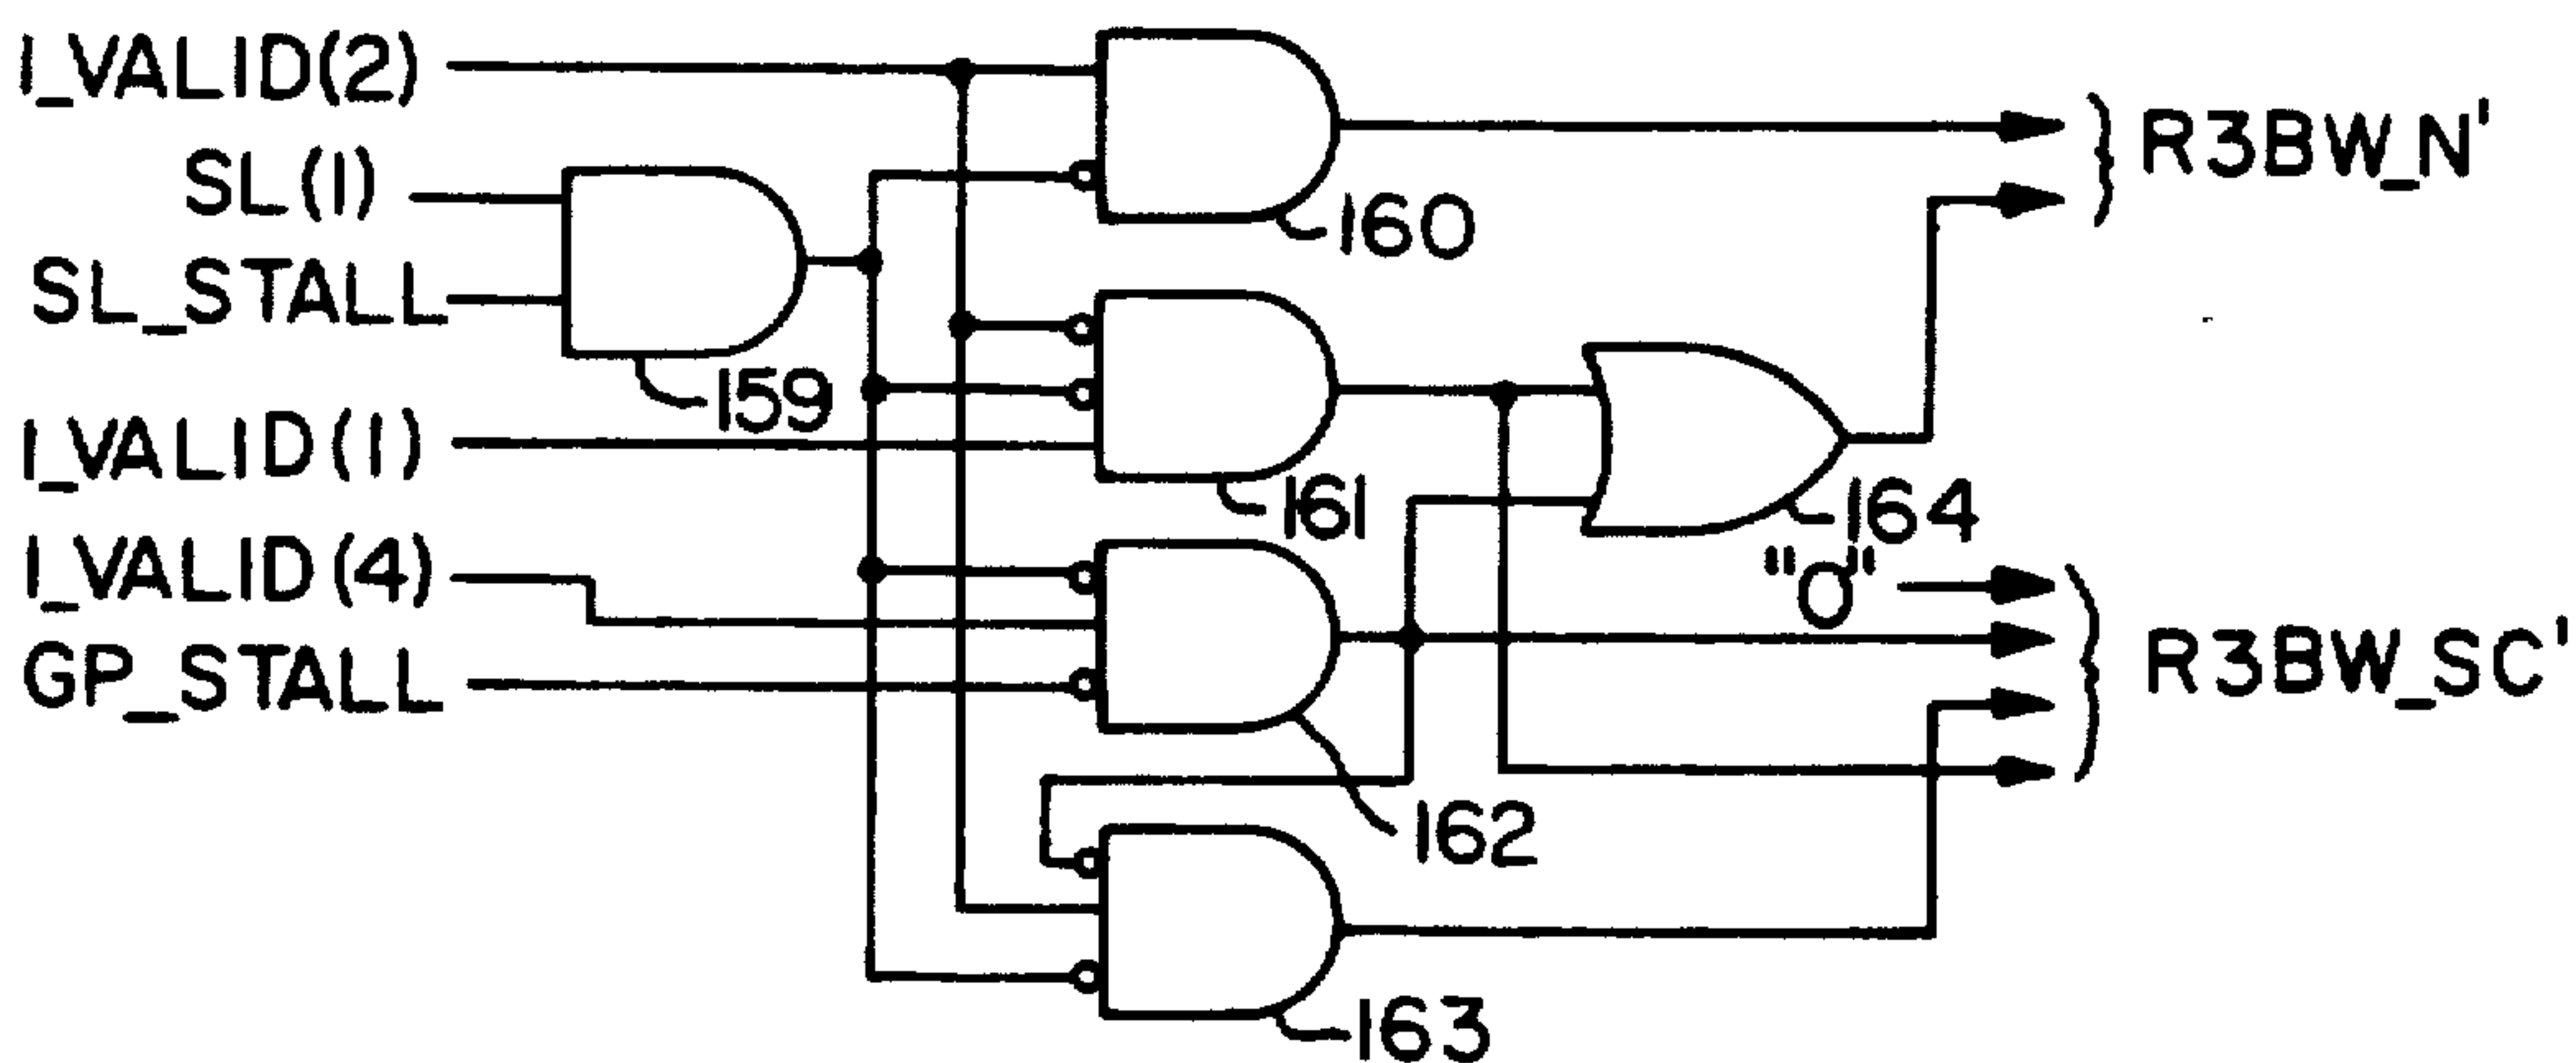 I_VALID(2)
SL(1)
SL_STALL
I_VALID(1)
I_VALID(4)
GP_STALL
159
160
161
162
163
164
"0"
R3BW_N'
R3BW_SC'